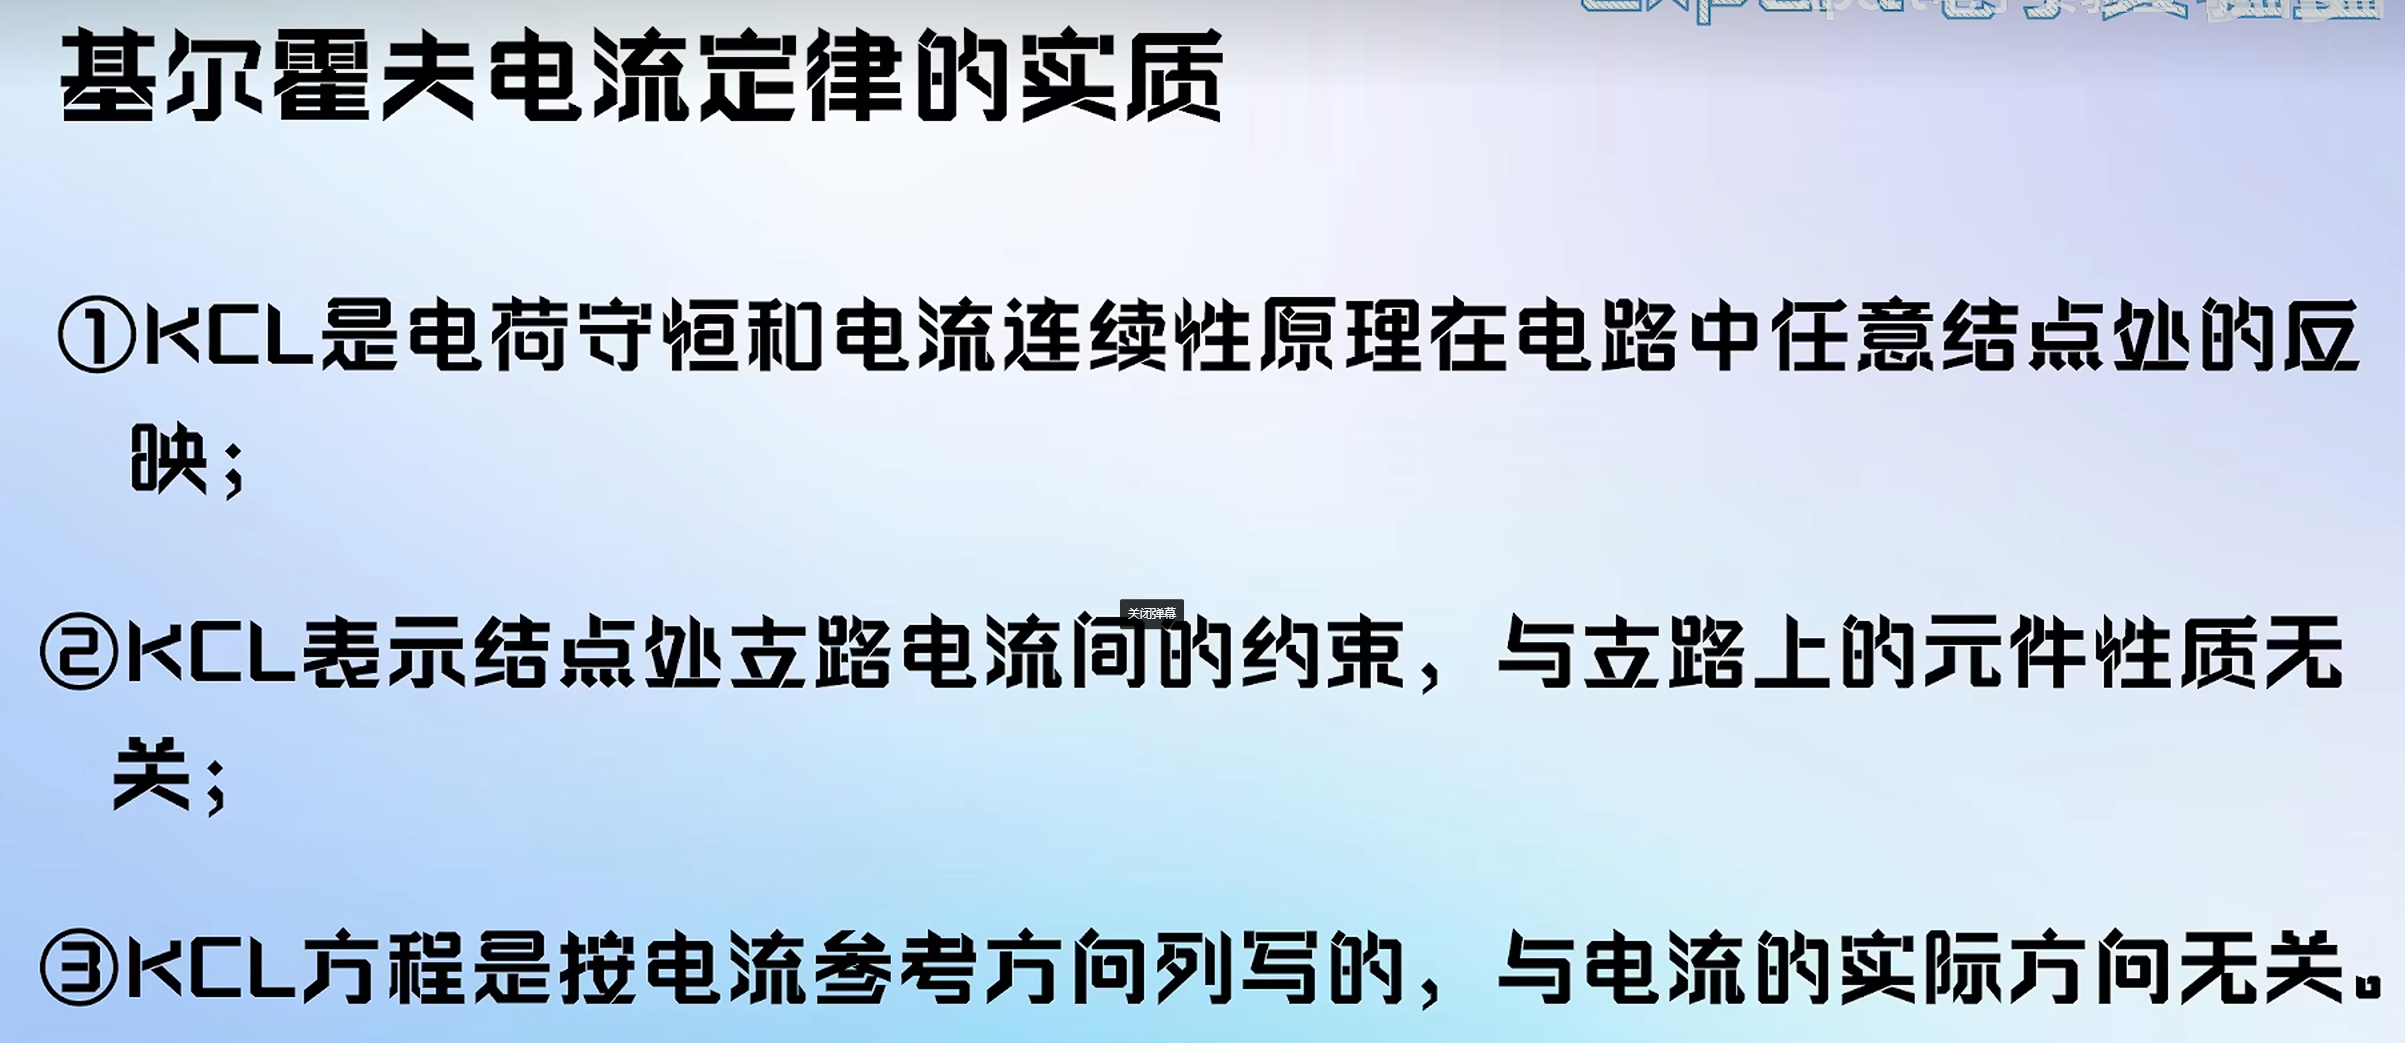 基尔霍夫电流定律的实质
①KCL是电荷守恒和电流连续性原理在电路中任意结点处的反
映；
关闭弹幕
②KCL表示结点处支路电流间的约束，与支路上的元件性质无
关；
③KCL方程是按电流参考方向列写的，与电流的实际方向无关。